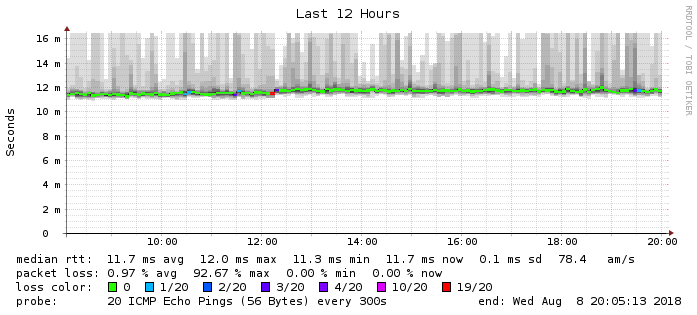 Last 12 Hours
RRDTOOL / TOBI OETIKER
Seconds
16 m
14 m
12 m
10 m
8 m
6 m
4 m
2 m
0
10:00 12:00 14:00 16:00 18:00 20:00
median rtt: 11.7 ms avg 12.0 ms max 11.3 ms min 11.7 ms now 0.1 ms sd 78.4 am/s
packet loss: 0.97 % avg 92.67 % max 0.00 % min 0.00 % now
loss color: 0 1/20 2/20 3/20 4/20 10/20 19/20
probe: 20 ICMP Echo Pings (56 Bytes) every 300s end: Wed Aug 8 20:05:13 2018